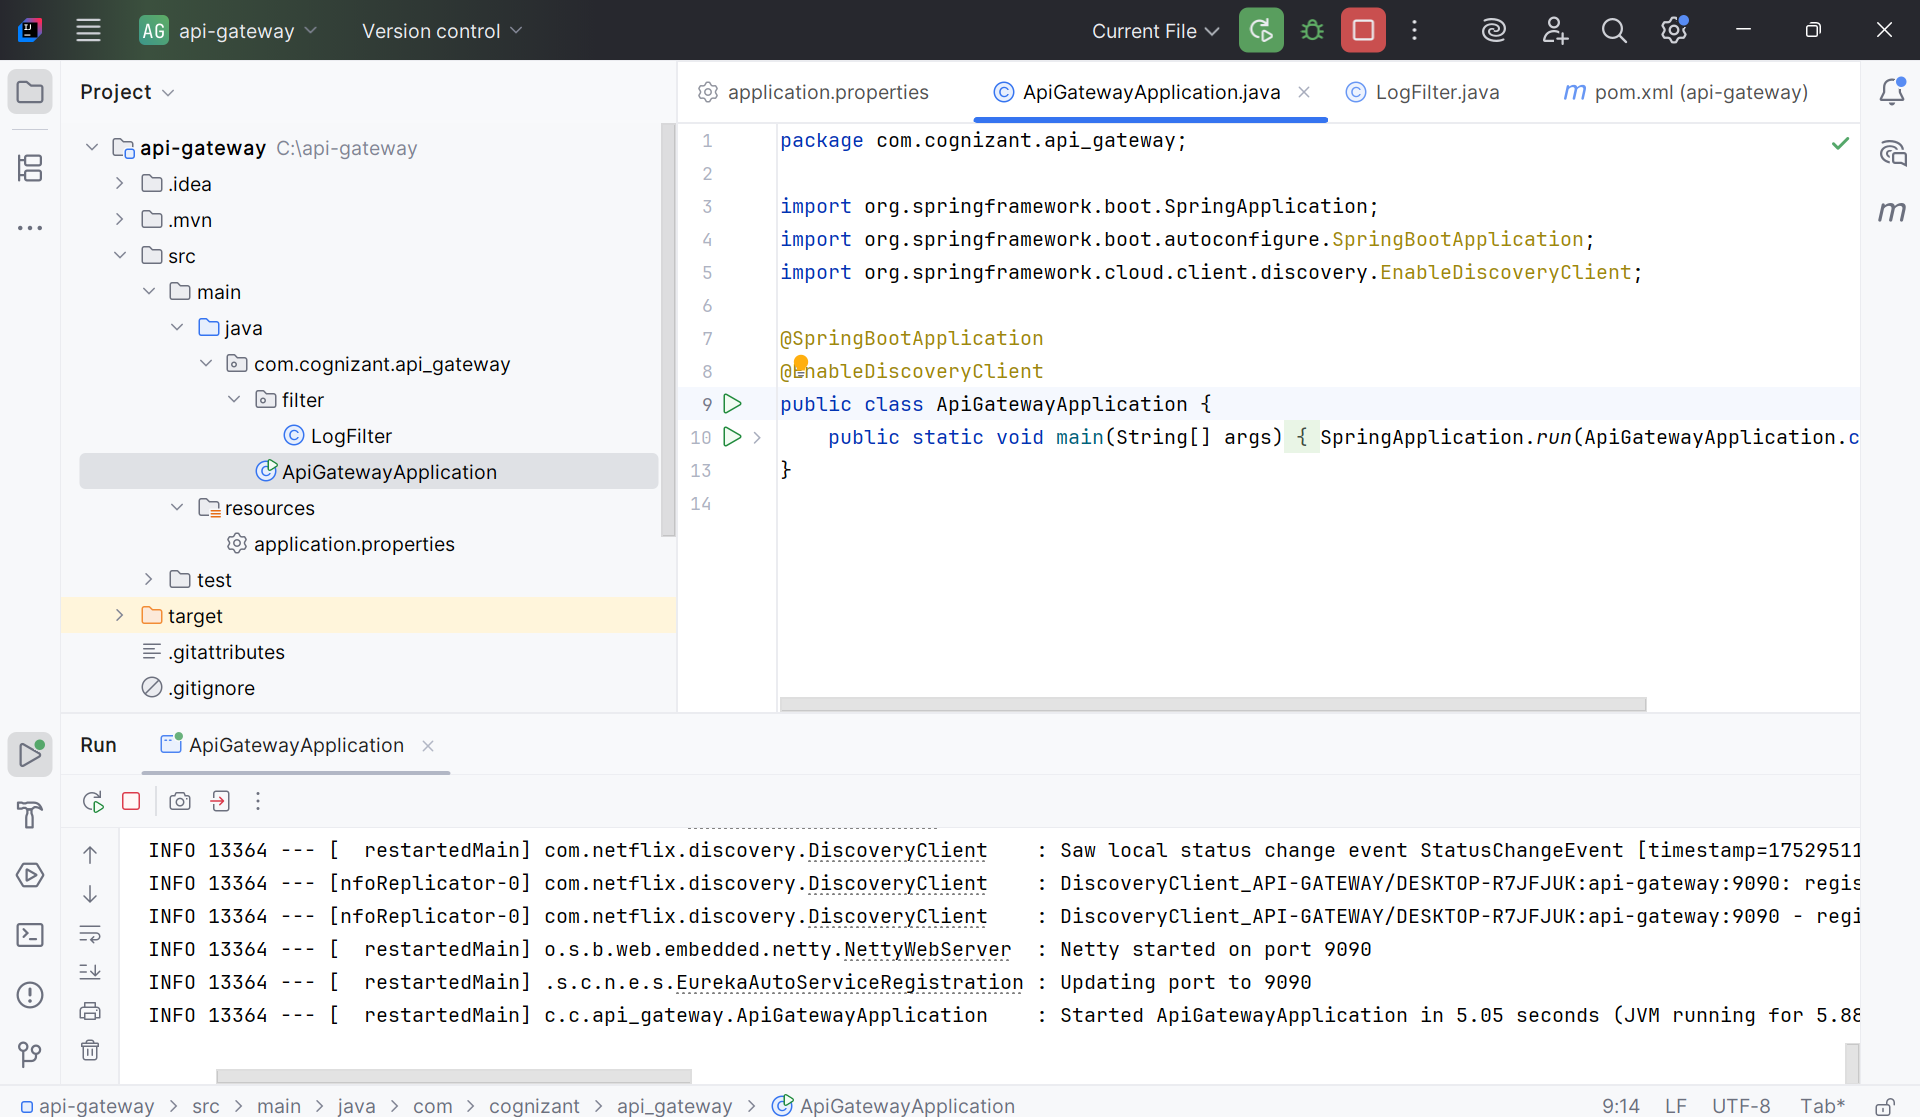 AG api-gateway Version control Current File
Project
api-gateway C:\api-gateway
.idea
.mvn
src
main
java
com.cognizant.api_gateway
filter
LogFilter
ApiGatewayApplication
resources
application.properties
test
target
.gitattributes
.gitignore
application.properties ApiGatewayApplication.java LogFilter.java m pom.xml (api-gateway)
1 package com.cognizant.api_gateway;
2
3 import org.springframework.boot.SpringApplication;
4 import org.springframework.boot.autoconfigure.SpringBootApplication;
5 import org.springframework.cloud.client.discovery.EnableDiscoveryClient;
6
7 @SpringBootApplication
8 @EnableDiscoveryClient
9 public class ApiGatewayApplication {
10 public static void main(String[] args) { SpringApplication.run(ApiGatewayApplication.c
13 }
14
m
Run ApiGatewayApplication
INFO 13364 --- [  restartedMain] com.netflix.discovery.DiscoveryClient : Saw local status change event StatusChangeEvent [timestamp=17529511
INFO 13364 --- [nfoReplicator-0] com.netflix.discovery.DiscoveryClient : DiscoveryClient_API-GATEWAY/DESKTOP-R7JFJUK:api-gateway:9090: regis
INFO 13364 --- [nfoReplicator-0] com.netflix.discovery.DiscoveryClient : DiscoveryClient_API-GATEWAY/DESKTOP-R7JFJUK:api-gateway:9090 - regi
INFO 13364 --- [  restartedMain] o.s.b.web.embedded.netty.NettyWebServer : Netty started on port 9090
INFO 13364 --- [  restartedMain] .s.c.n.e.s.EurekaAutoServiceRegistration : Updating port to 9090
INFO 13364 --- [  restartedMain] c.c.api_gateway.ApiGatewayApplication : Started ApiGatewayApplication in 5.05 seconds (JVM running for 5.88
api-gateway > src > main > java > com > cognizant > api_gateway > ApiGatewayApplication 9:14 LF UTF-8 Tab*